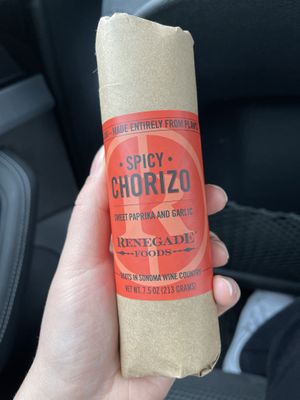 MADE ENTIRELY FROM PLANTS
• SPICY •
CHORIZO
SWEET PAPRIKA AND GARLIC
RENEGADE
FOODS
IN SONOMA WINE COUNTRY
NET WT. 7.5 OZ (213 GRAMS)